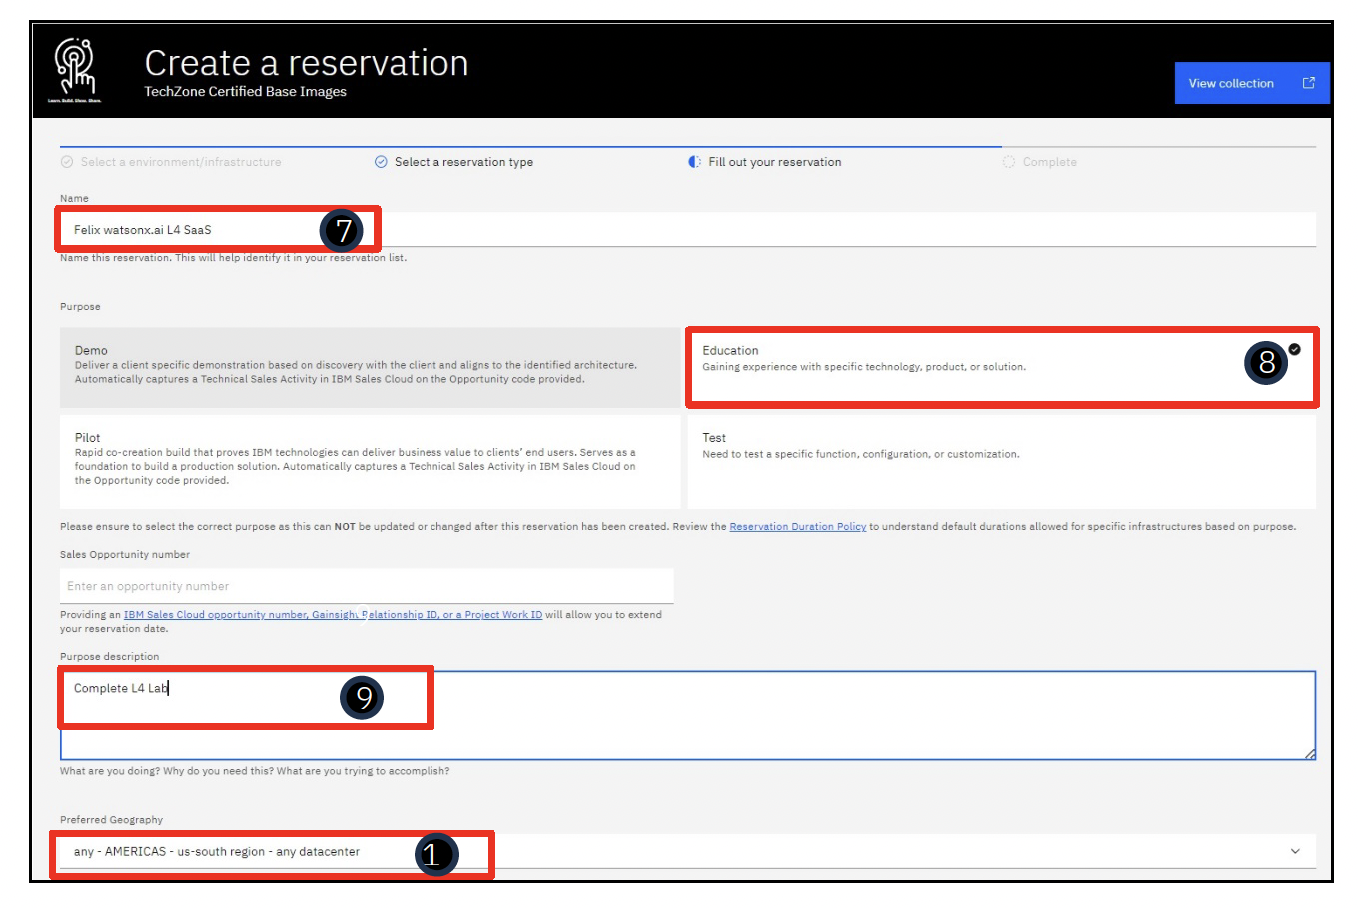 Create a reservation
TechZone Certified Base Images
View collection
Learn. Build. Show. Share.
Select a environment/infrastructure
Select a reservation type
Fill out your reservation
Complete
Name
Felix watsonx.ai L4 SaaS
7
Name this reservation. This will help identify it in your reservation list.
Purpose
Demo
Deliver a client specific demonstration based on discovery with the client and aligns to the identified architecture.
Automatically captures a Technical Sales Activity in IBM Sales Cloud on the Opportunity code provided.
Education
Gaining experience with specific technology, product, or solution.
8
Pilot
Rapid co-creation build that proves IBM technologies can deliver business value to clients' end users. Serves as a
foundation to build a production solution. Automatically captures a Technical Sales Activity in IBM Sales Cloud on
the Opportunity code provided.
Test
Need to test a specific function, configuration, or customization.
Please ensure to select the correct purpose as this can NOT be updated or changed after this reservation has been created. Review the Reservation Duration Policy to understand default durations allowed for specific infrastructures based on purpose.
Sales Opportunity number
Enter an opportunity number
Providing an IBM Sales Cloud opportunity number, Gainsight Relationship ID, or a Project Work ID will allow you to extend
your reservation date.
Purpose description
Complete L4 Lab
9
What are you doing? Why do you need this? What are you trying to accomplish?
Preferred Geography
any - AMERICAS - us-south region - any datacenter
1